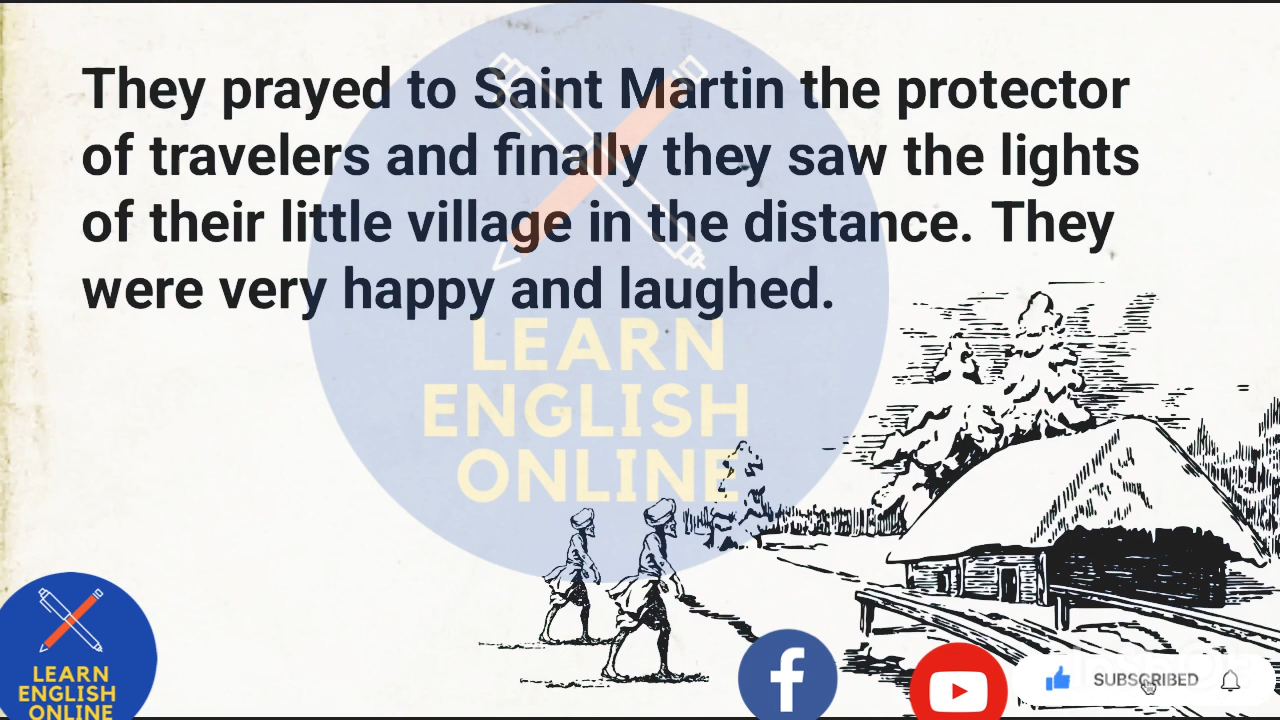 They prayed to Saint Martin the protector
of travelers and finally they saw the lights
of their little village in the distance. They
were very happy and laughed.
LEARN
ENGLISH
ONLINE
LEARN
ENGLISH
ONLINE
SUBSCRIBED